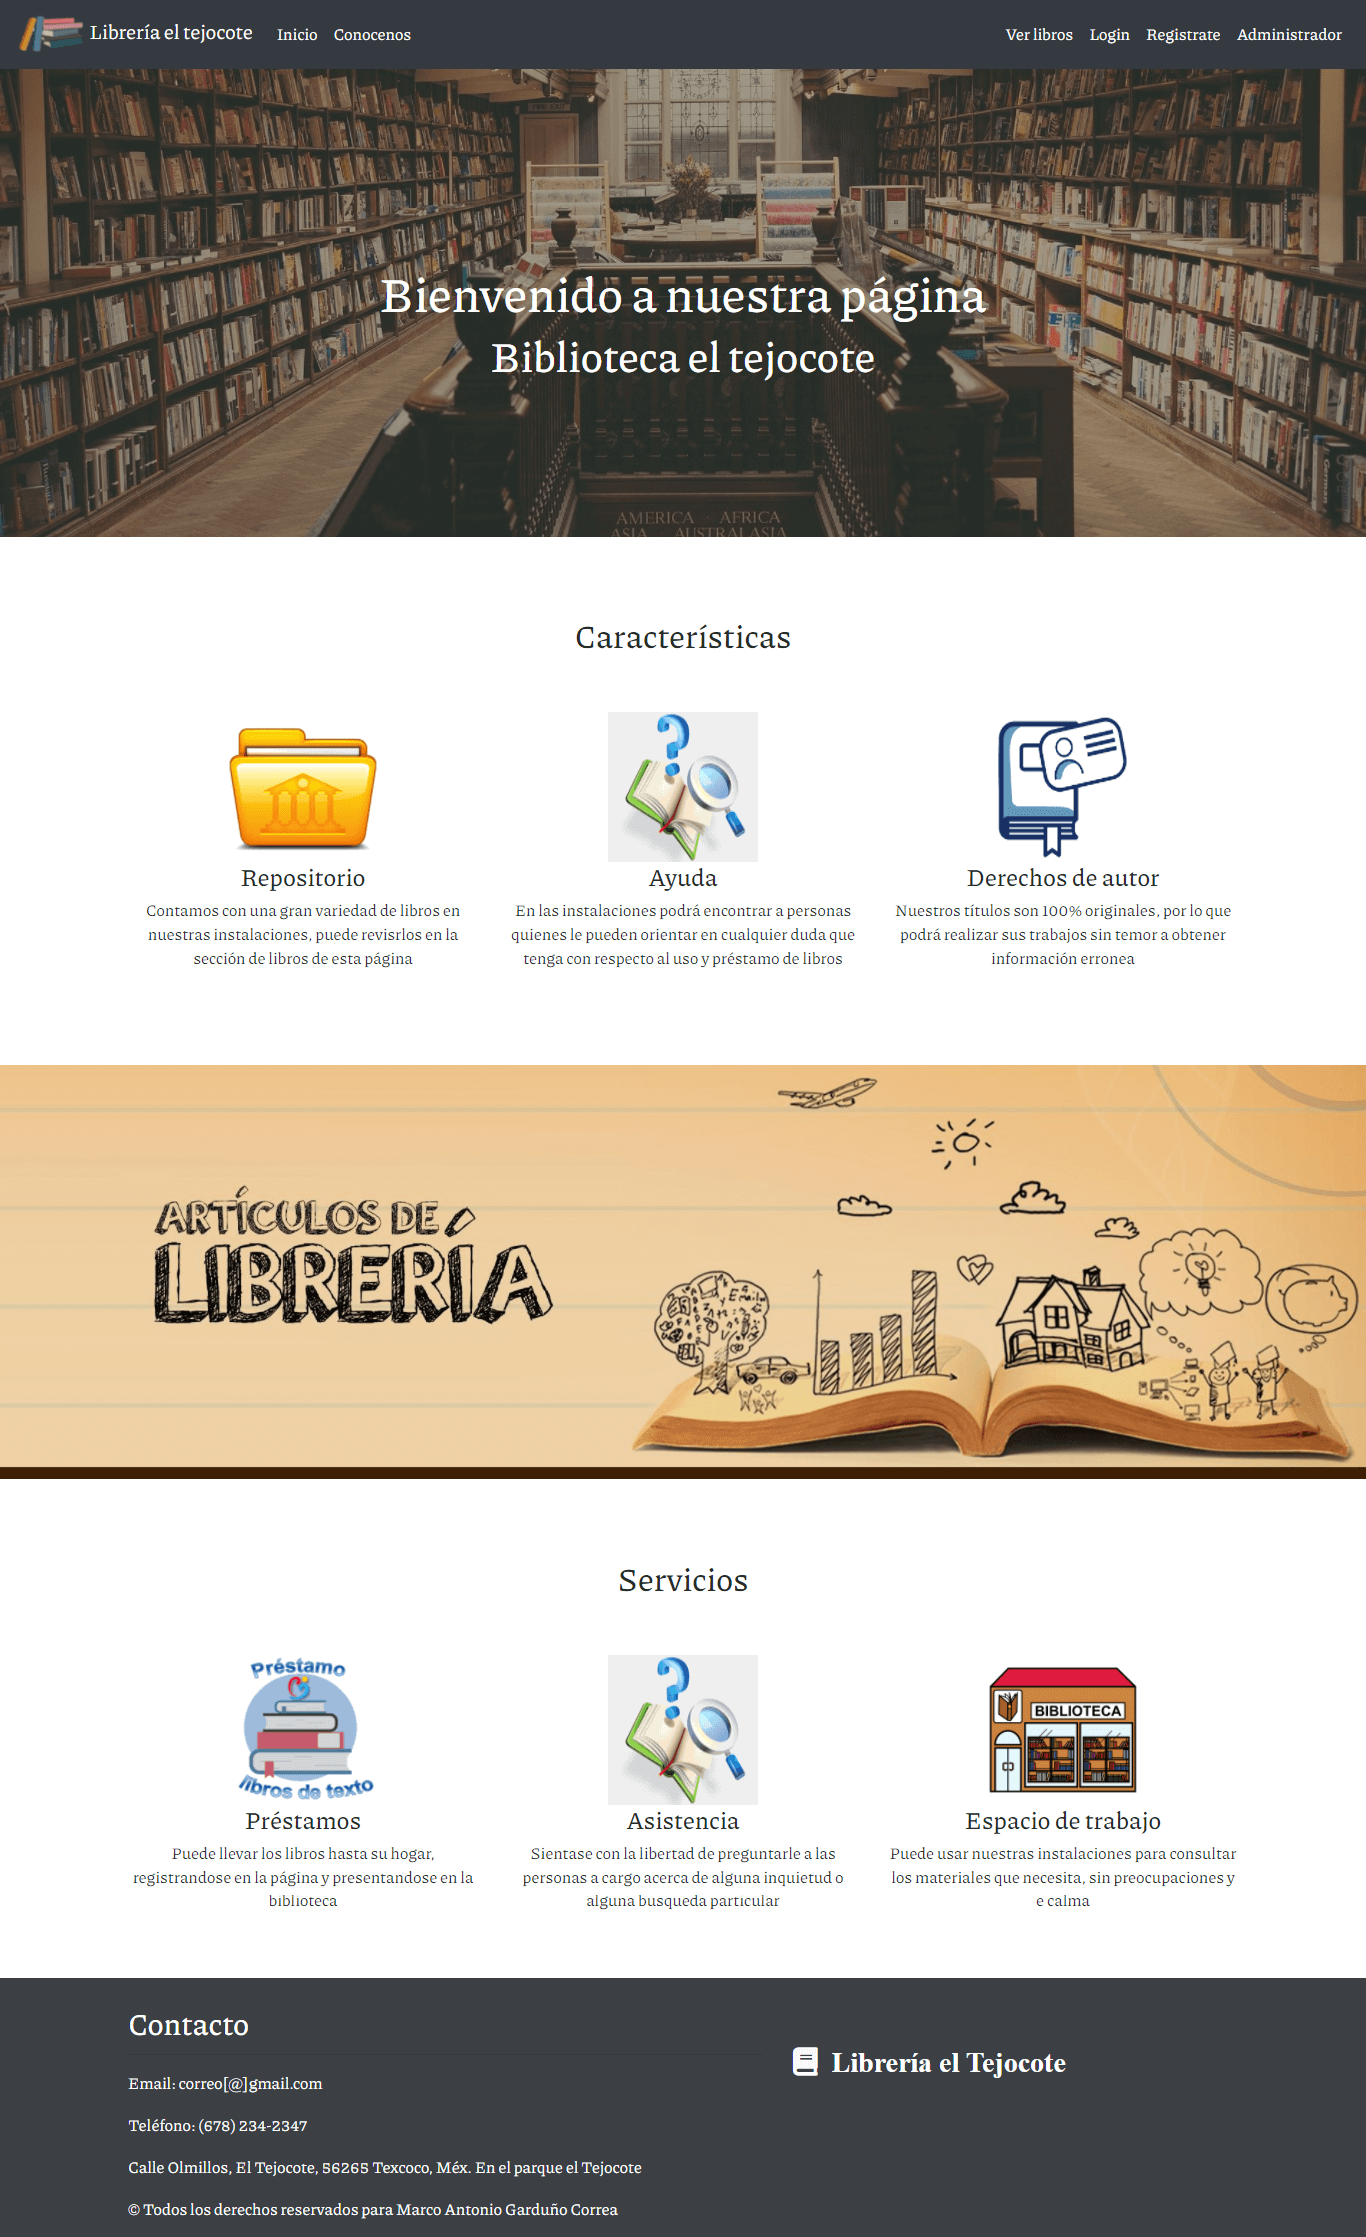 Librería el tejocote
Inicio
Conocenos
Ver libros
Login
Registrate
Administrador
Bienvenido a nuestra página
Biblioteca el tejocote
AMERICA · AFRICA
ASIA AUSTRALASIA
Características
Repositorio
Contamos con una gran variedad de libros en
nuestras instalaciones, puede revisrlos en la
sección de libros de esta página
Ayuda
En las instalaciones podrá encontrar a personas
quienes le pueden orientar en cualquier duda que
tenga con respecto al uso y préstamo de libros
Derechos de autor
Nuestros títulos son 100% originales, por lo que
podrá realizar sus trabajos sin temor a obtener
información erronea
ARTÍCULOS DE
LIBRERÍA
Servicios
Préstamo
libros de texto
Préstamos
Puede llevar los libros hasta su hogar,
registrandose en la página y presentandose en la
biblioteca
Asistencia
Sientase con la libertad de preguntarle a las
personas a cargo acerca de alguna inquietud o
alguna busqueda particular
BIBLIOTECA
Espacio de trabajo
Puede usar nuestras instalaciones para consultar
los materiales que necesita, sin preocupaciones y
e calma
Contacto
Email: correo[@]gmail.com
Teléfono: (678) 234-2347
Calle Olmillos, El Tejocote, 56265 Texcoco, Méx. En el parque el Tejocote
© Todos los derechos reservados para Marco Antonio Garduño Correa
Librería el Tejocote